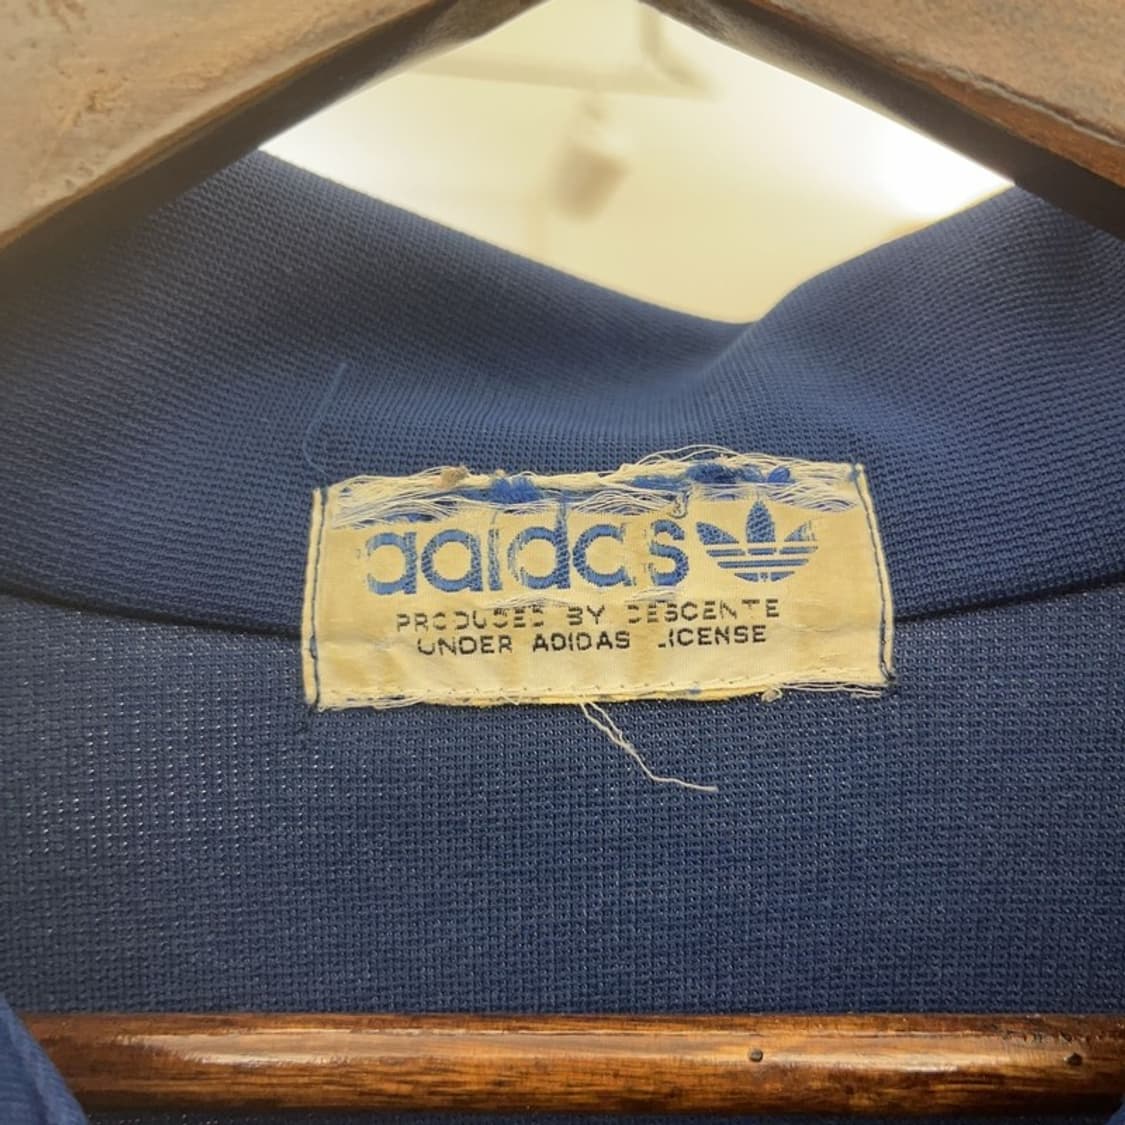 adidas
PRODUCED BY DESCENTE
UNDER ADIDAS LICENSE